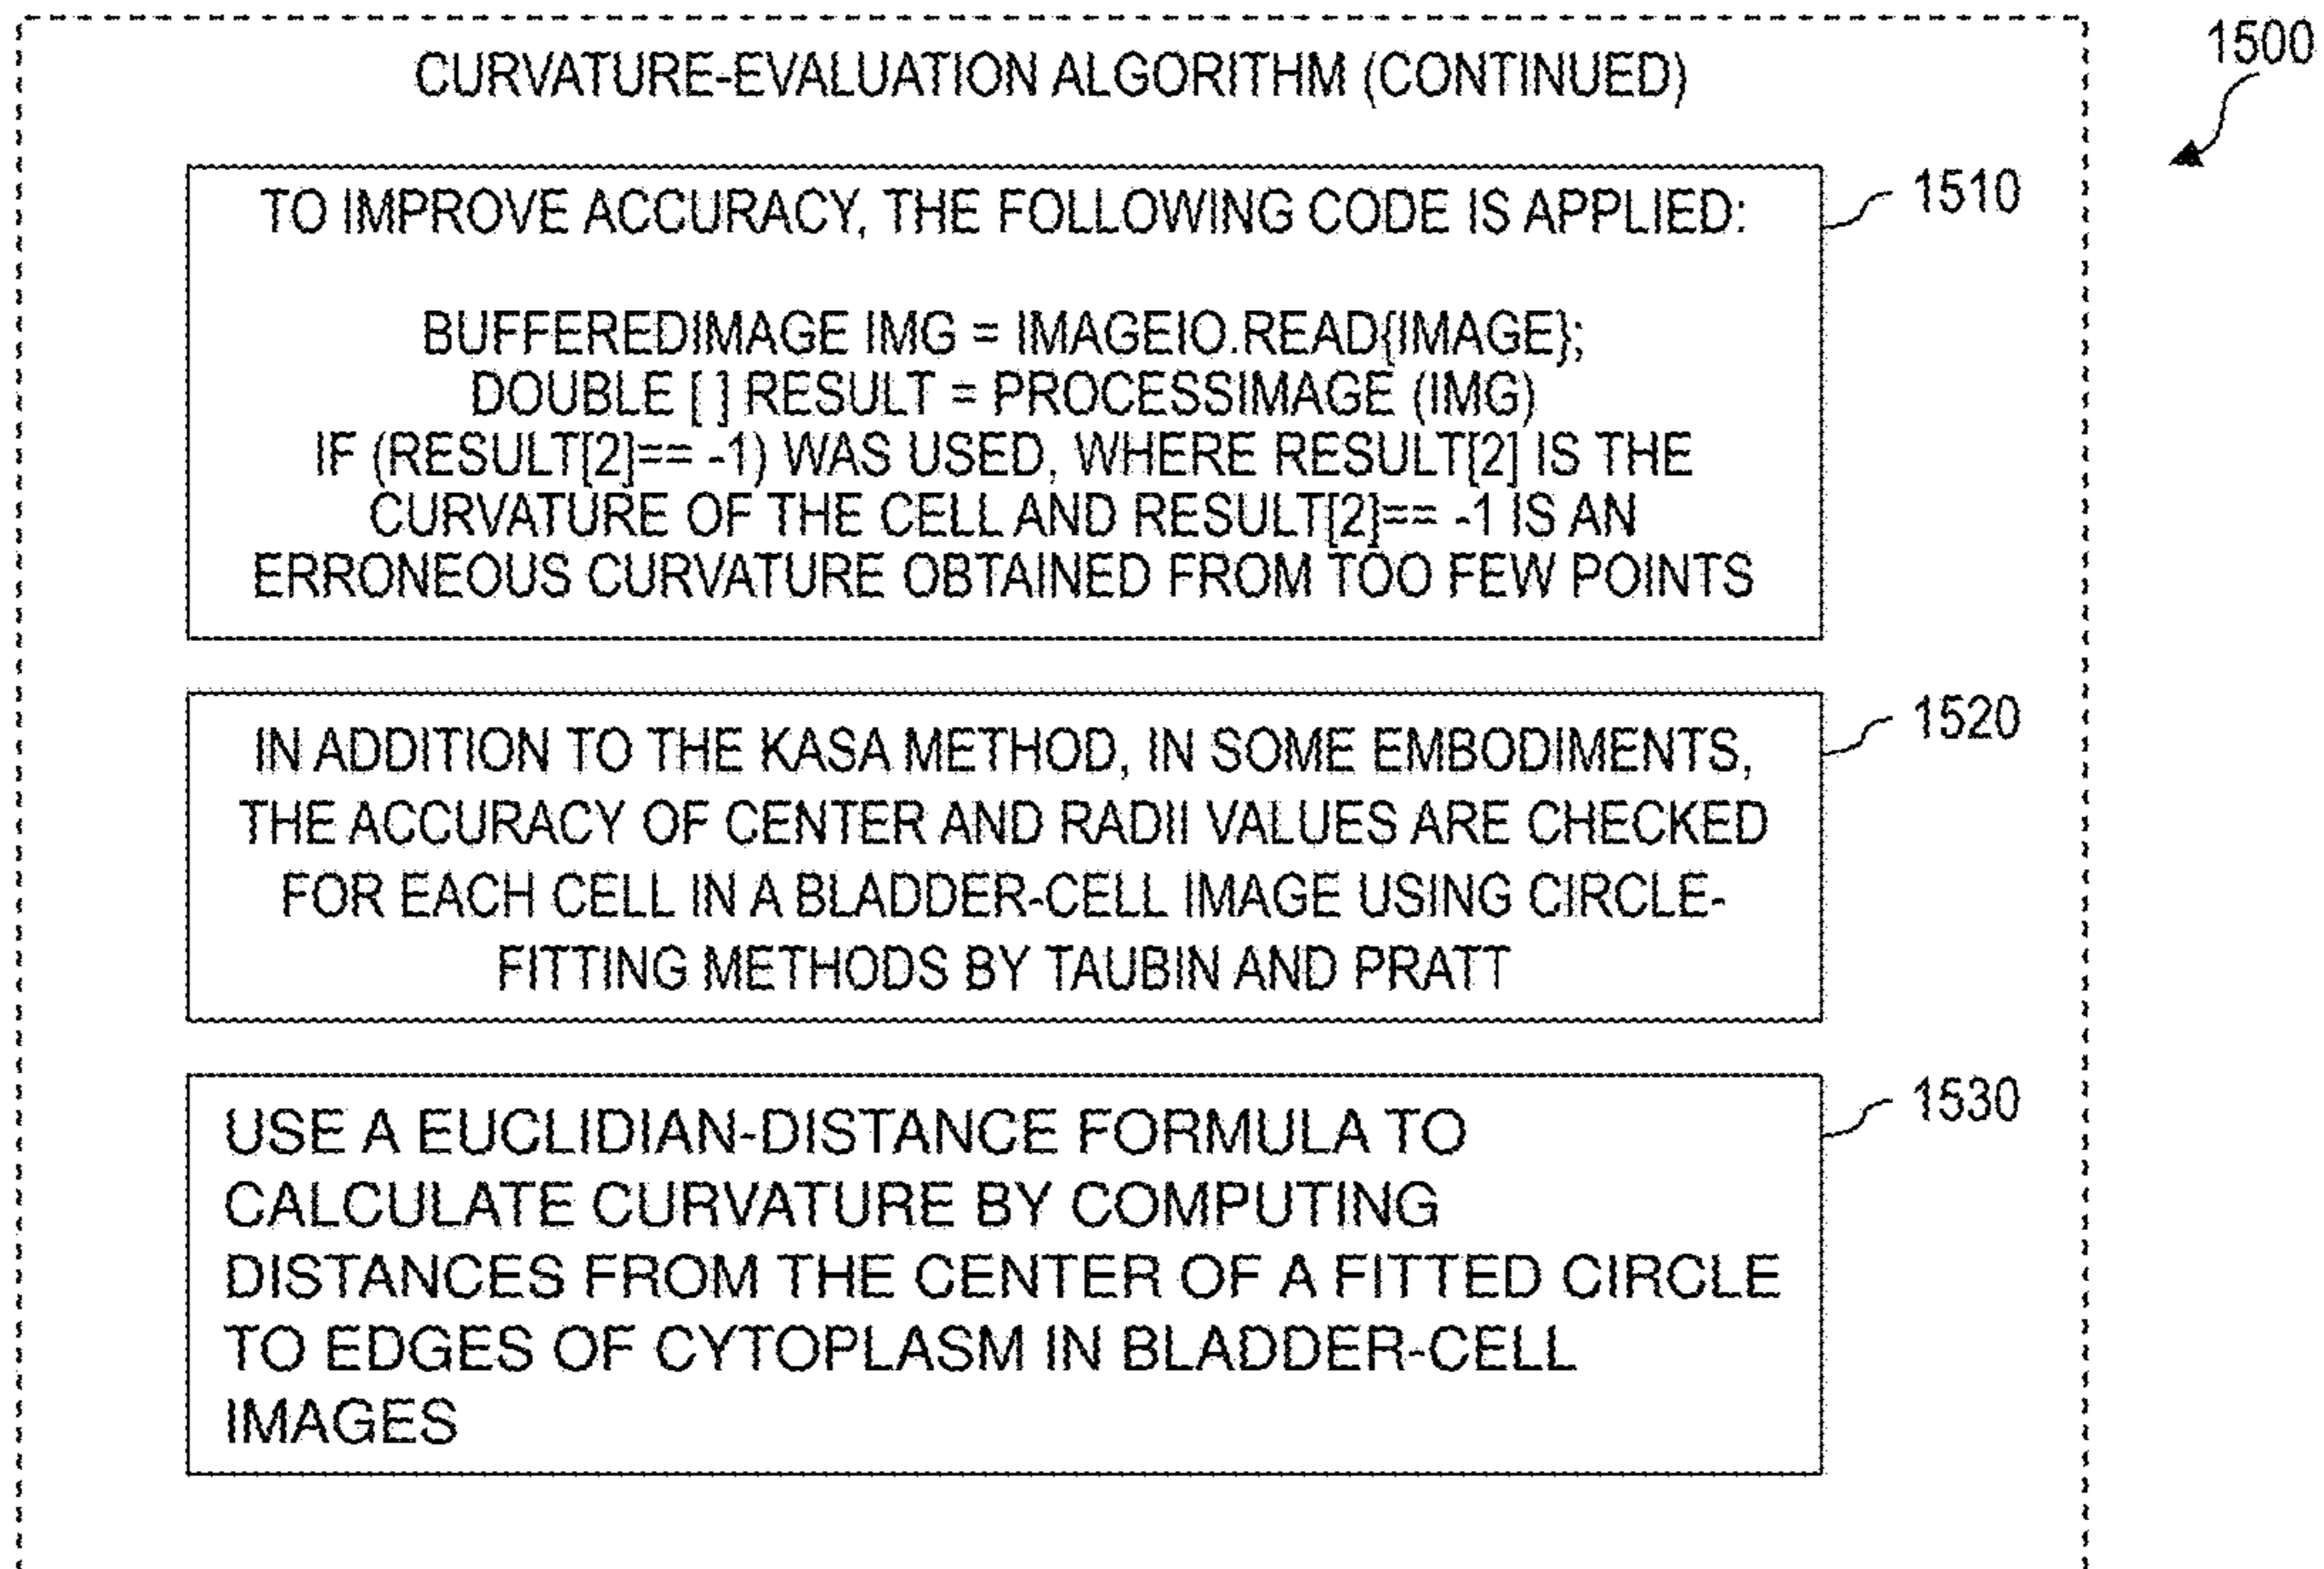 1500
CURVATURE-EVALUATION ALGORITHM (CONTINUED)
1510
TO IMPROVE ACCURACY, THE FOLLOWING CODE IS APPLIED:
BUFFEREDIMAGE IMG = IMAGEIO.READ{IMAGE};
DOUBLE [ ] RESULT = PROCESSIMAGE (IMG)
IF (RESULT[2]== -1) WAS USED, WHERE RESULT[2] IS THE
CURVATURE OF THE CELL AND RESULT[2]== -1 IS AN
ERRONEOUS CURVATURE OBTAINED FROM TOO FEW POINTS
1520
IN ADDITION TO THE KASA METHOD, IN SOME EMBODIMENTS,
THE ACCURACY OF CENTER AND RADII VALUES ARE CHECKED
FOR EACH CELL IN A BLADDER-CELL IMAGE USING CIRCLE-
FITTING METHODS BY TAUBIN AND PRATT
1530
USE A EUCLIDIAN-DISTANCE FORMULA TO
CALCULATE CURVATURE BY COMPUTING
DISTANCES FROM THE CENTER OF A FITTED CIRCLE
TO EDGES OF CYTOPLASM IN BLADDER-CELL
IMAGES